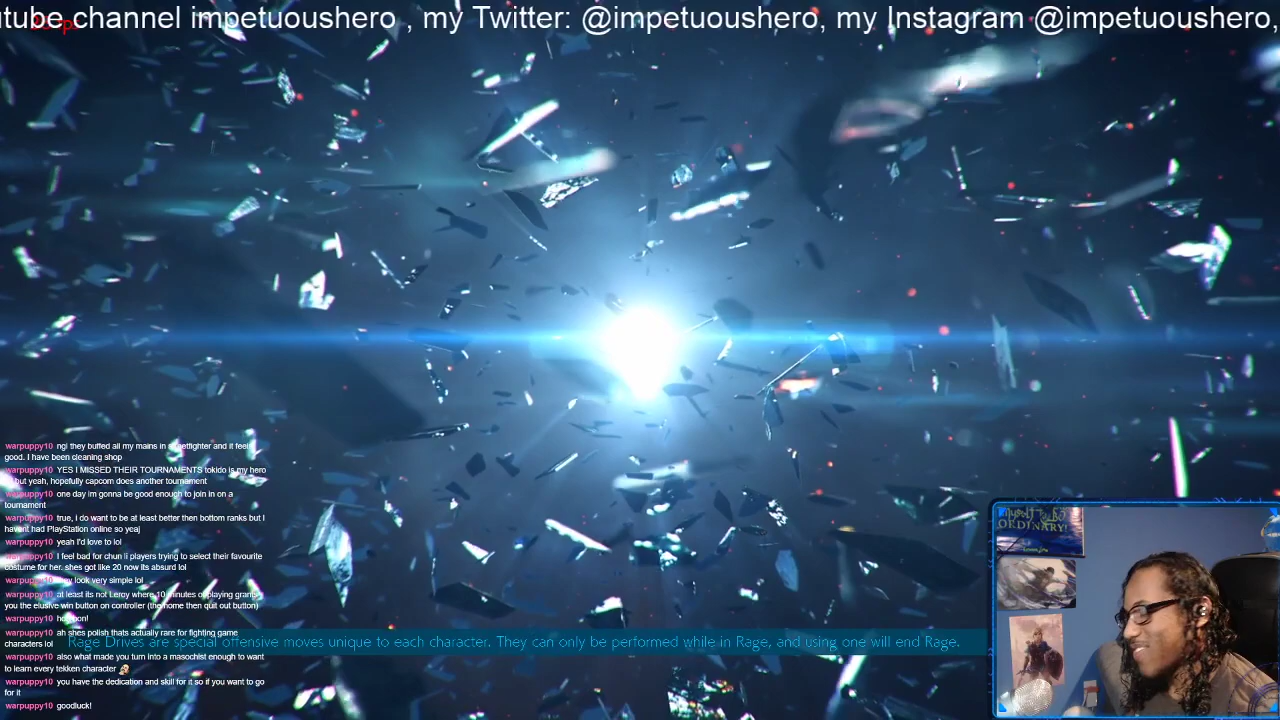 tube channel impetuoushero , my Twitter: @impetuoushero, my Instagram @impetuoushero,
warpuppy10 ngl they buffed all my mains in streetfighter and it feels
good. I have been cleaning shop
warpuppy10 YES I MISSED THEIR TOURNAMENTS tokido is my hero
but yeah, hopefully capcom does another tournament
warpuppy10 one day im gonna be good enough to join in on a
tournament
warpuppy10 true, i do want to be at least better then bottom ranks but I
havent had PlayStation online so yeaj
warpuppy10 yeah I'd love to lol
warpuppy10 I feel bad for chun li players trying to select their favourite
costume for her. shes got like 20 now its absurd lol
warpuppy10 look very simple lol
warpuppy10 at least its not Leroy where 10 minutes of playing grants
you the elusive win button on controller (the home then quit out button)
warpuppy10
warpuppy10 ah shes polish thats actually rare for fighting game
characters lol
Rage Drives are special offensive moves unique to each character. They can only be performed while in Rage, and using one will end Rage.
warpuppy10 also what made you turn into a masochist enough to want
to learn every tekken character
warpuppy10 you have the dedication and skill for it so if you want to go
for it
warpuppy10 goodluck!
ORDINARY!